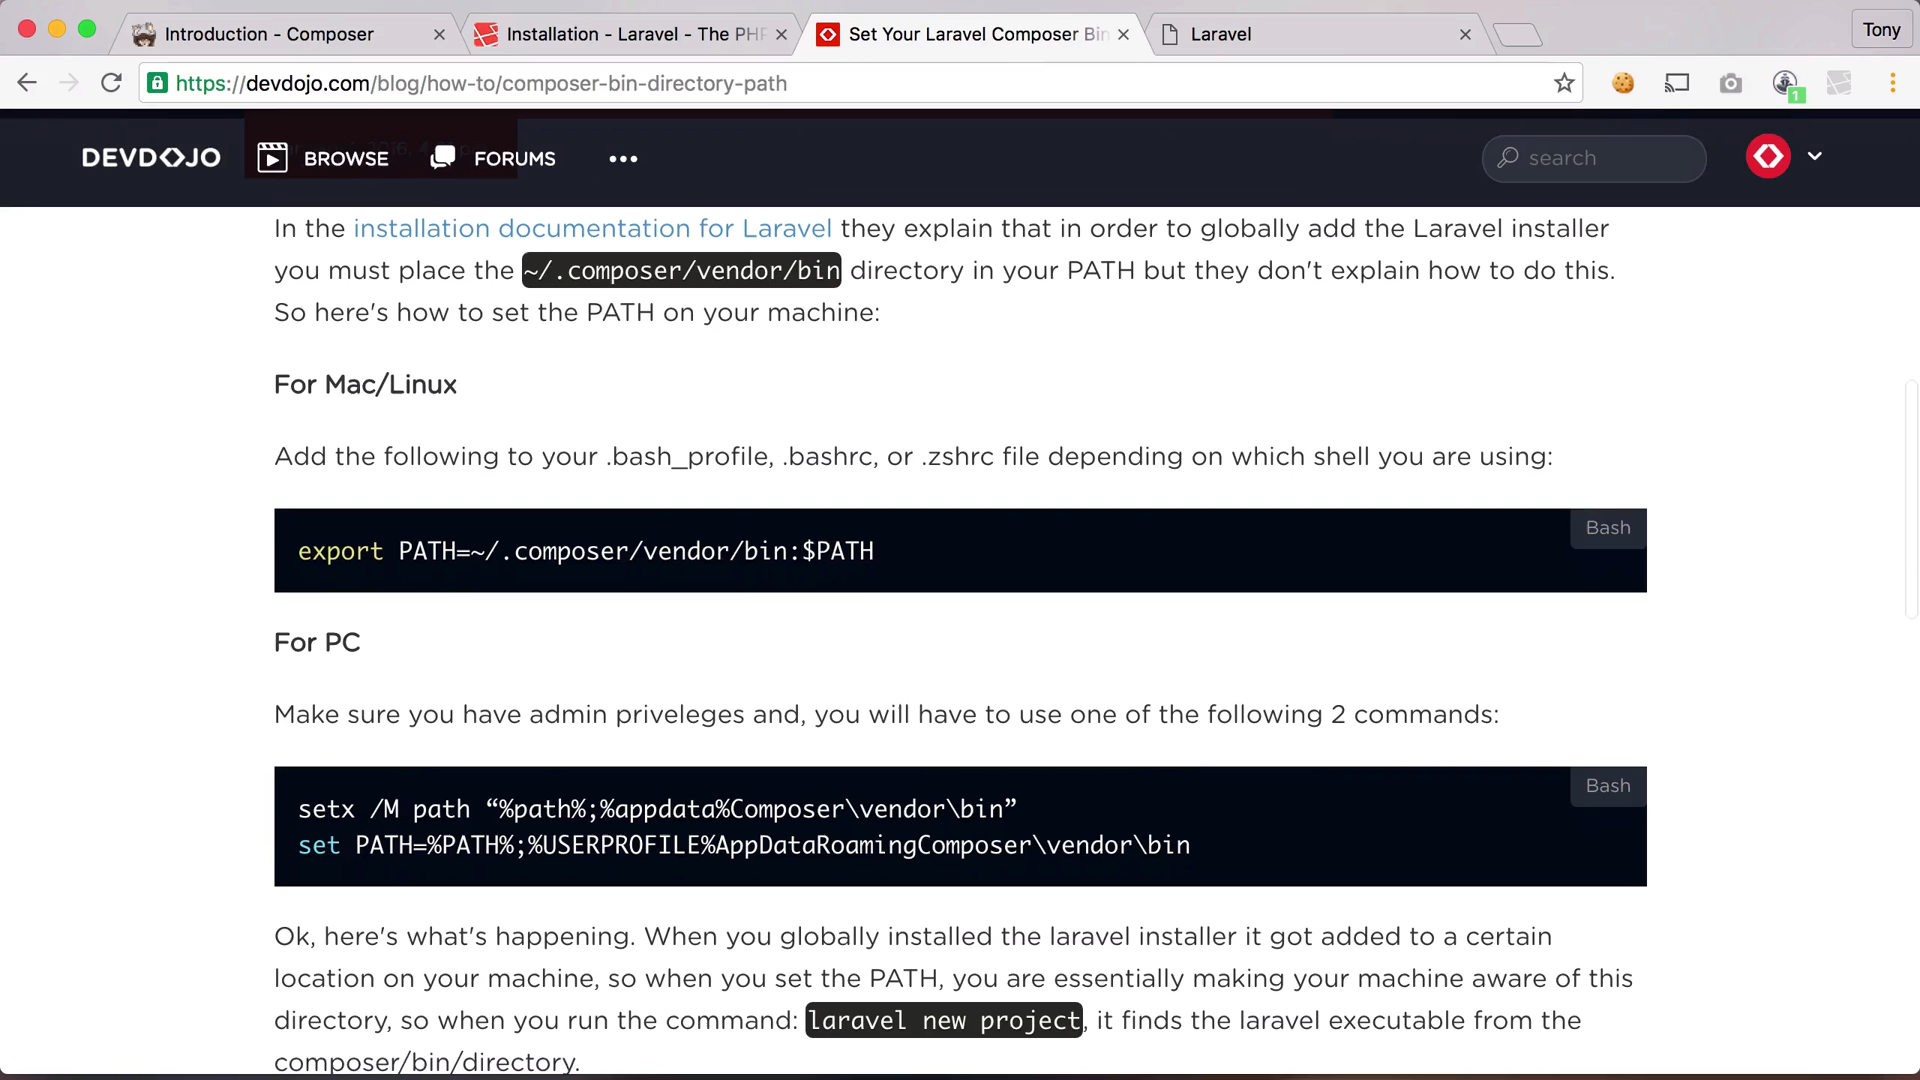 Introduction - Composer
Installation - Laravel - The PHP
Set Your Laravel Composer Bin
Laravel
Tony
https://devdojo.com/blog/how-to/composer-bin-directory-path
1
DEVDOJO
BROWSE
FORUMS
search
In the installation documentation for Laravel they explain that in order to globally add the Laravel installer
you must place the ~/.composer/vendor/bin directory in your PATH but they don't explain how to do this.
So here's how to set the PATH on your machine:
For Mac/Linux
Add the following to your .bash_profile, .bashrc, or .zshrc file depending on which shell you are using:
Bash
export PATH=~/.composer/vendor/bin:$PATH
For PC
Make sure you have admin priveleges and, you will have to use one of the following 2 commands:
Bash
setx /M path “%path%;%appdata%Composer\vendor\bin”
set PATH=%PATH%;%USERPROFILE%AppDataRoamingComposer\vendor\bin
Ok, here's what's happening. When you globally installed the laravel installer it got added to a certain
location on your machine, so when you set the PATH, you are essentially making your machine aware of this
directory, so when you run the command: laravel new project, it finds the laravel executable from the
composer/bin/directory.